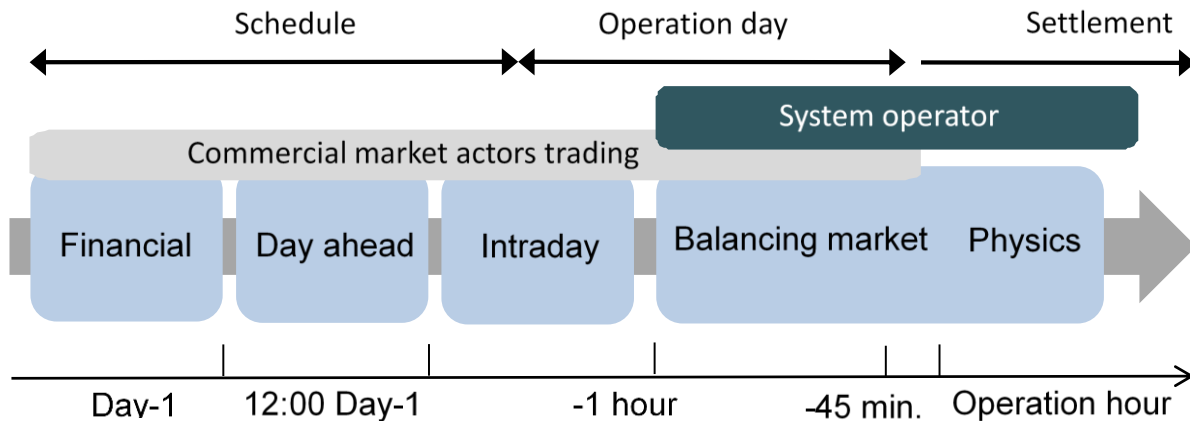 Schedule
Operation day
Settlement
System operator
Commercial market actors trading
Financial
Day ahead
Intraday
Balancing market
Physics
Day-1
12:00 Day-1
-1 hour
-45 min.
Operation hour